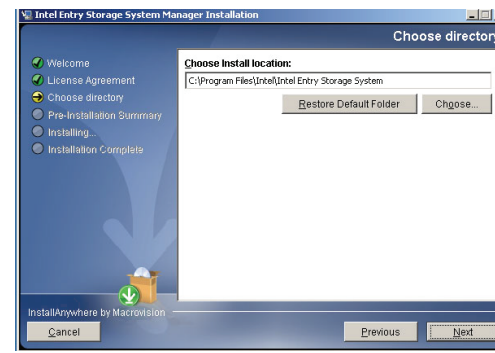 Intel Entry Storage System Manager Installation
Choose directory
Welcome
License Agreement
Choose directory
Pre-Installation Summary
Installing...
Installation Complete
Choose Install location:
C:\Program Files\Intel\Intel Entry Storage System
Restore Default Folder
Choose...
InstallAnywhere by Macrovision
Cancel
Previous
Next